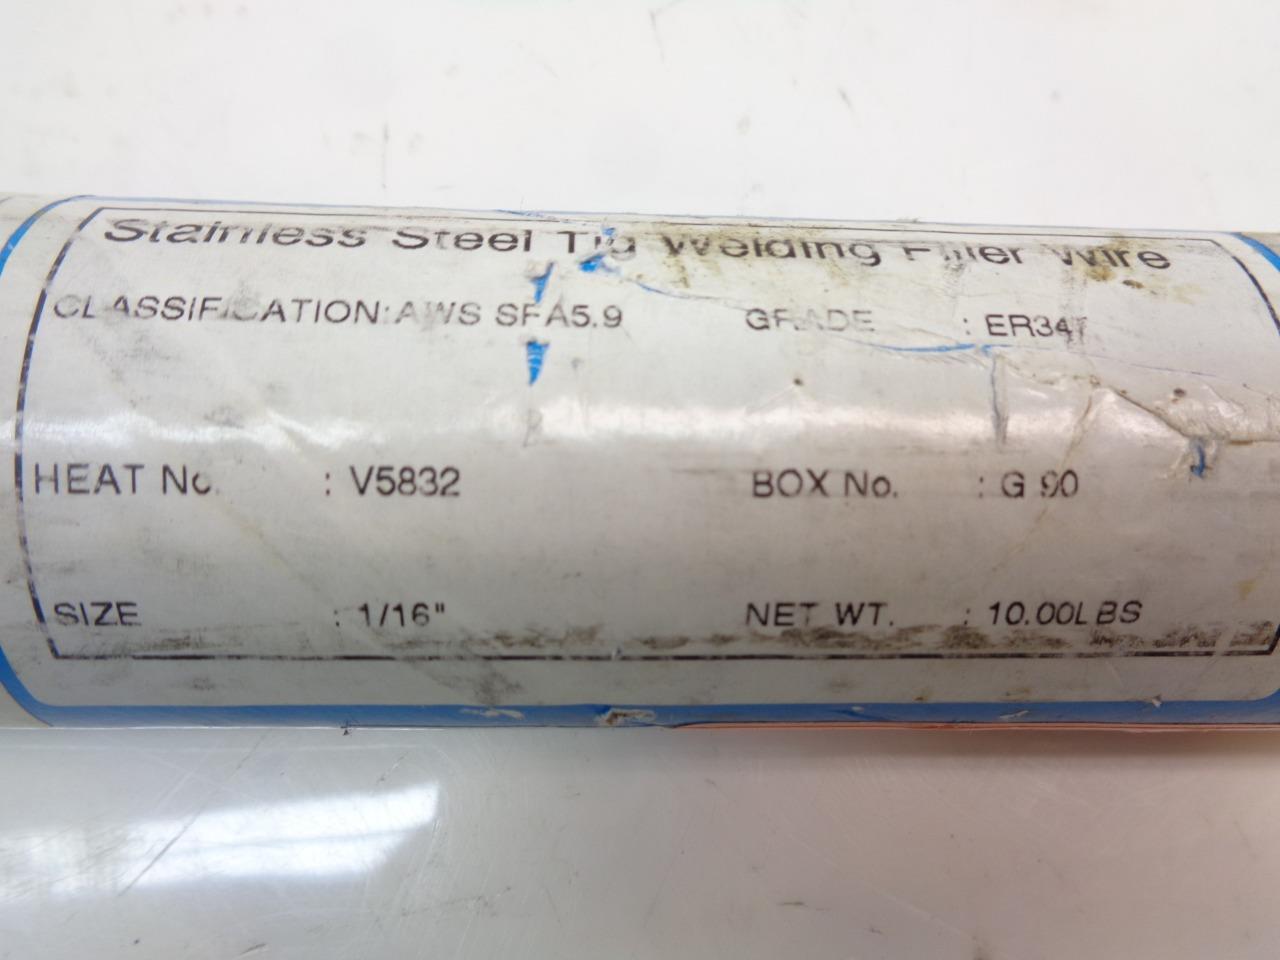 Stainless Steel Tig Welding Filler Wire
CLASSIFICATION: AWS SFA5.9 GRADE : ER347
HEAT No. : V5832 BOX No. : G 90
SIZE : 1/16" NET WT. : 10.00LBS